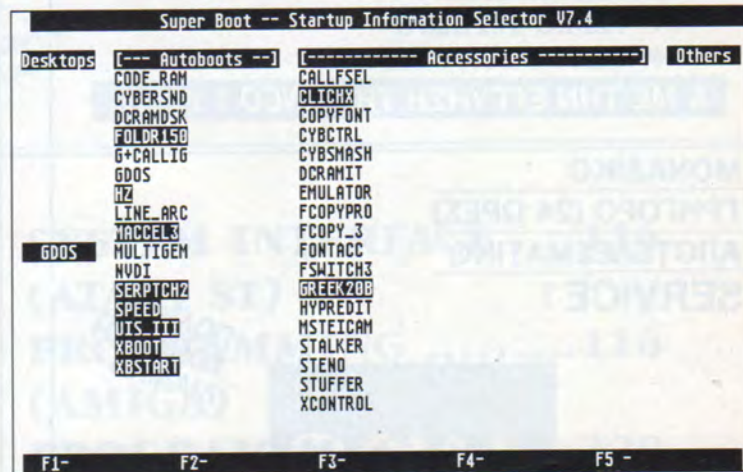 Super Boot -- Startup Information Selector V7.4
Desktops [--- Autoboots --] [------------ Accessories -----------] Others
CODE_RAM CALLFSEL
CYBERSND CLICHX
DCRAMDSK COPYFONT
FOLDR150 CYBCTRL
G+CALLIG CYBSMASH
GDOS DCRAMIT
HZ EMULATOR
LINE_ARC FCOPYPRO
MACCEL3 FCOPY_3
GDOS MULTIGEM FONTACC
NVDI FSWITCH3
SERPTCH2 GREEK20B
SPEED HYPREDIT
VIS_III MSTEICAM
XBOOT STALKER
XBSTART STENO
STUFFER
XCONTROL
F1- F2- F3- F4- F5 -